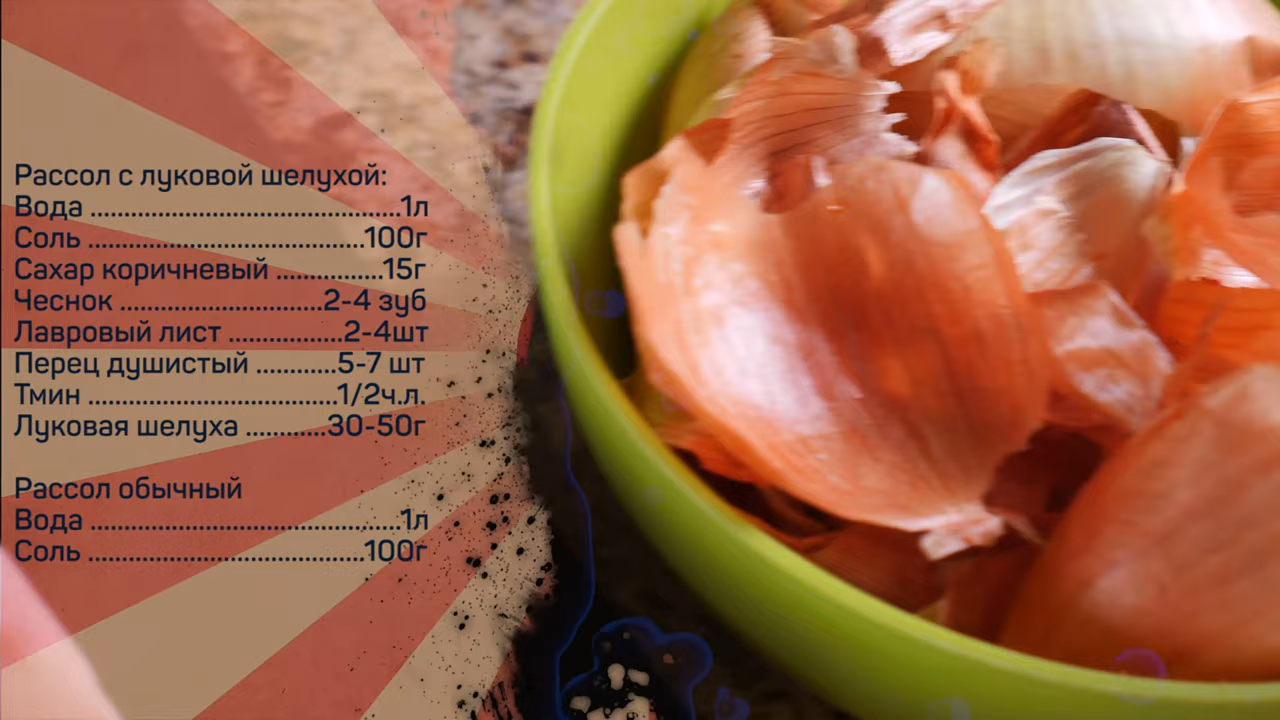 Рассол с луковой шелухой:
Вода ............................................1л
Соль .......................................100г
Сахар коричневый ...............15г
Чеснок .............................2-4 зуб
Лавровый лист ....................2-4шт
Перец душистый ...........5-7 шт
Тмин ...................................1/2ч.л.
Луковая шелуха ............30-50г
Рассол обычный
Вода ............................................1л
Соль .......................................100г